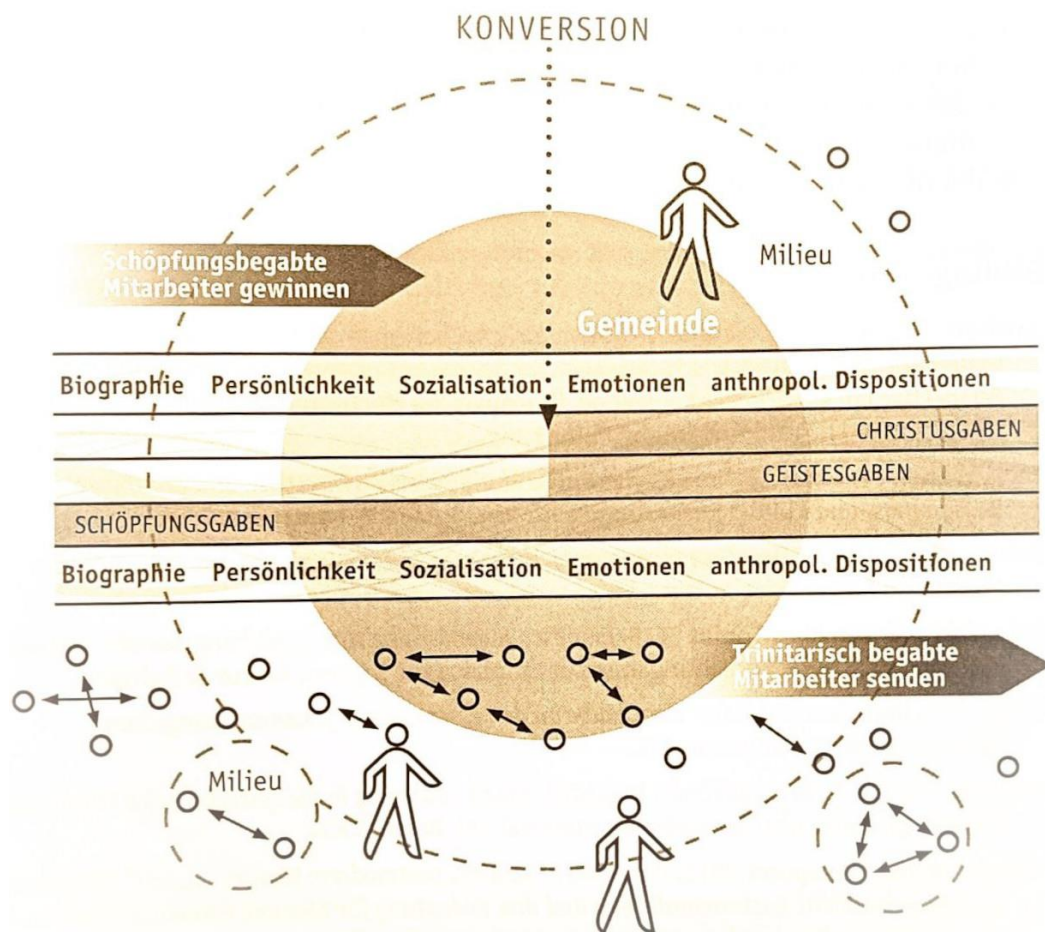 KONVERSION
Milieu
Schöpfungsbegabte
Mitarbeiter gewinnen
Gemeinde
Biographie Persönlichkeit Sozialisation Emotionen anthropol. Dispositionen
CHRISTUSGABEN
GEISTESGABEN
SCHÖPFUNGSGABEN
Biographie Persönlichkeit Sozialisation Emotionen anthropol. Dispositionen
Trinitarisch begabte
Mitarbeiter senden
Milieu